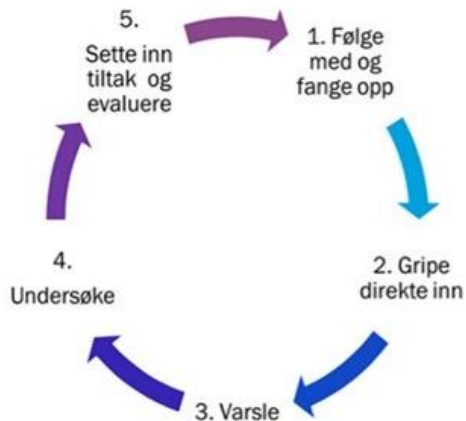 1. Følge
med og
fange opp
2. Gripe
direkte inn
3. Varsle
4.
Undersøke
5.
Sette inn
tiltak og
evaluere